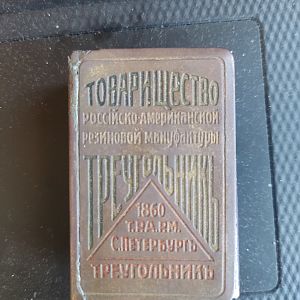 ТОВАРИЩЕСТВО
РОССІЙСКО-АМЕРИКАНСКОЙ
РЕЗИНОВОЙ МАНУФАКТУРЫ
ТРЕУГОЛЬНИКЪ
1860
Т.Р.А.Р.М.
С.ПЕТЕРБУРГЪ
ТРЕУГОЛЬНИКЪ